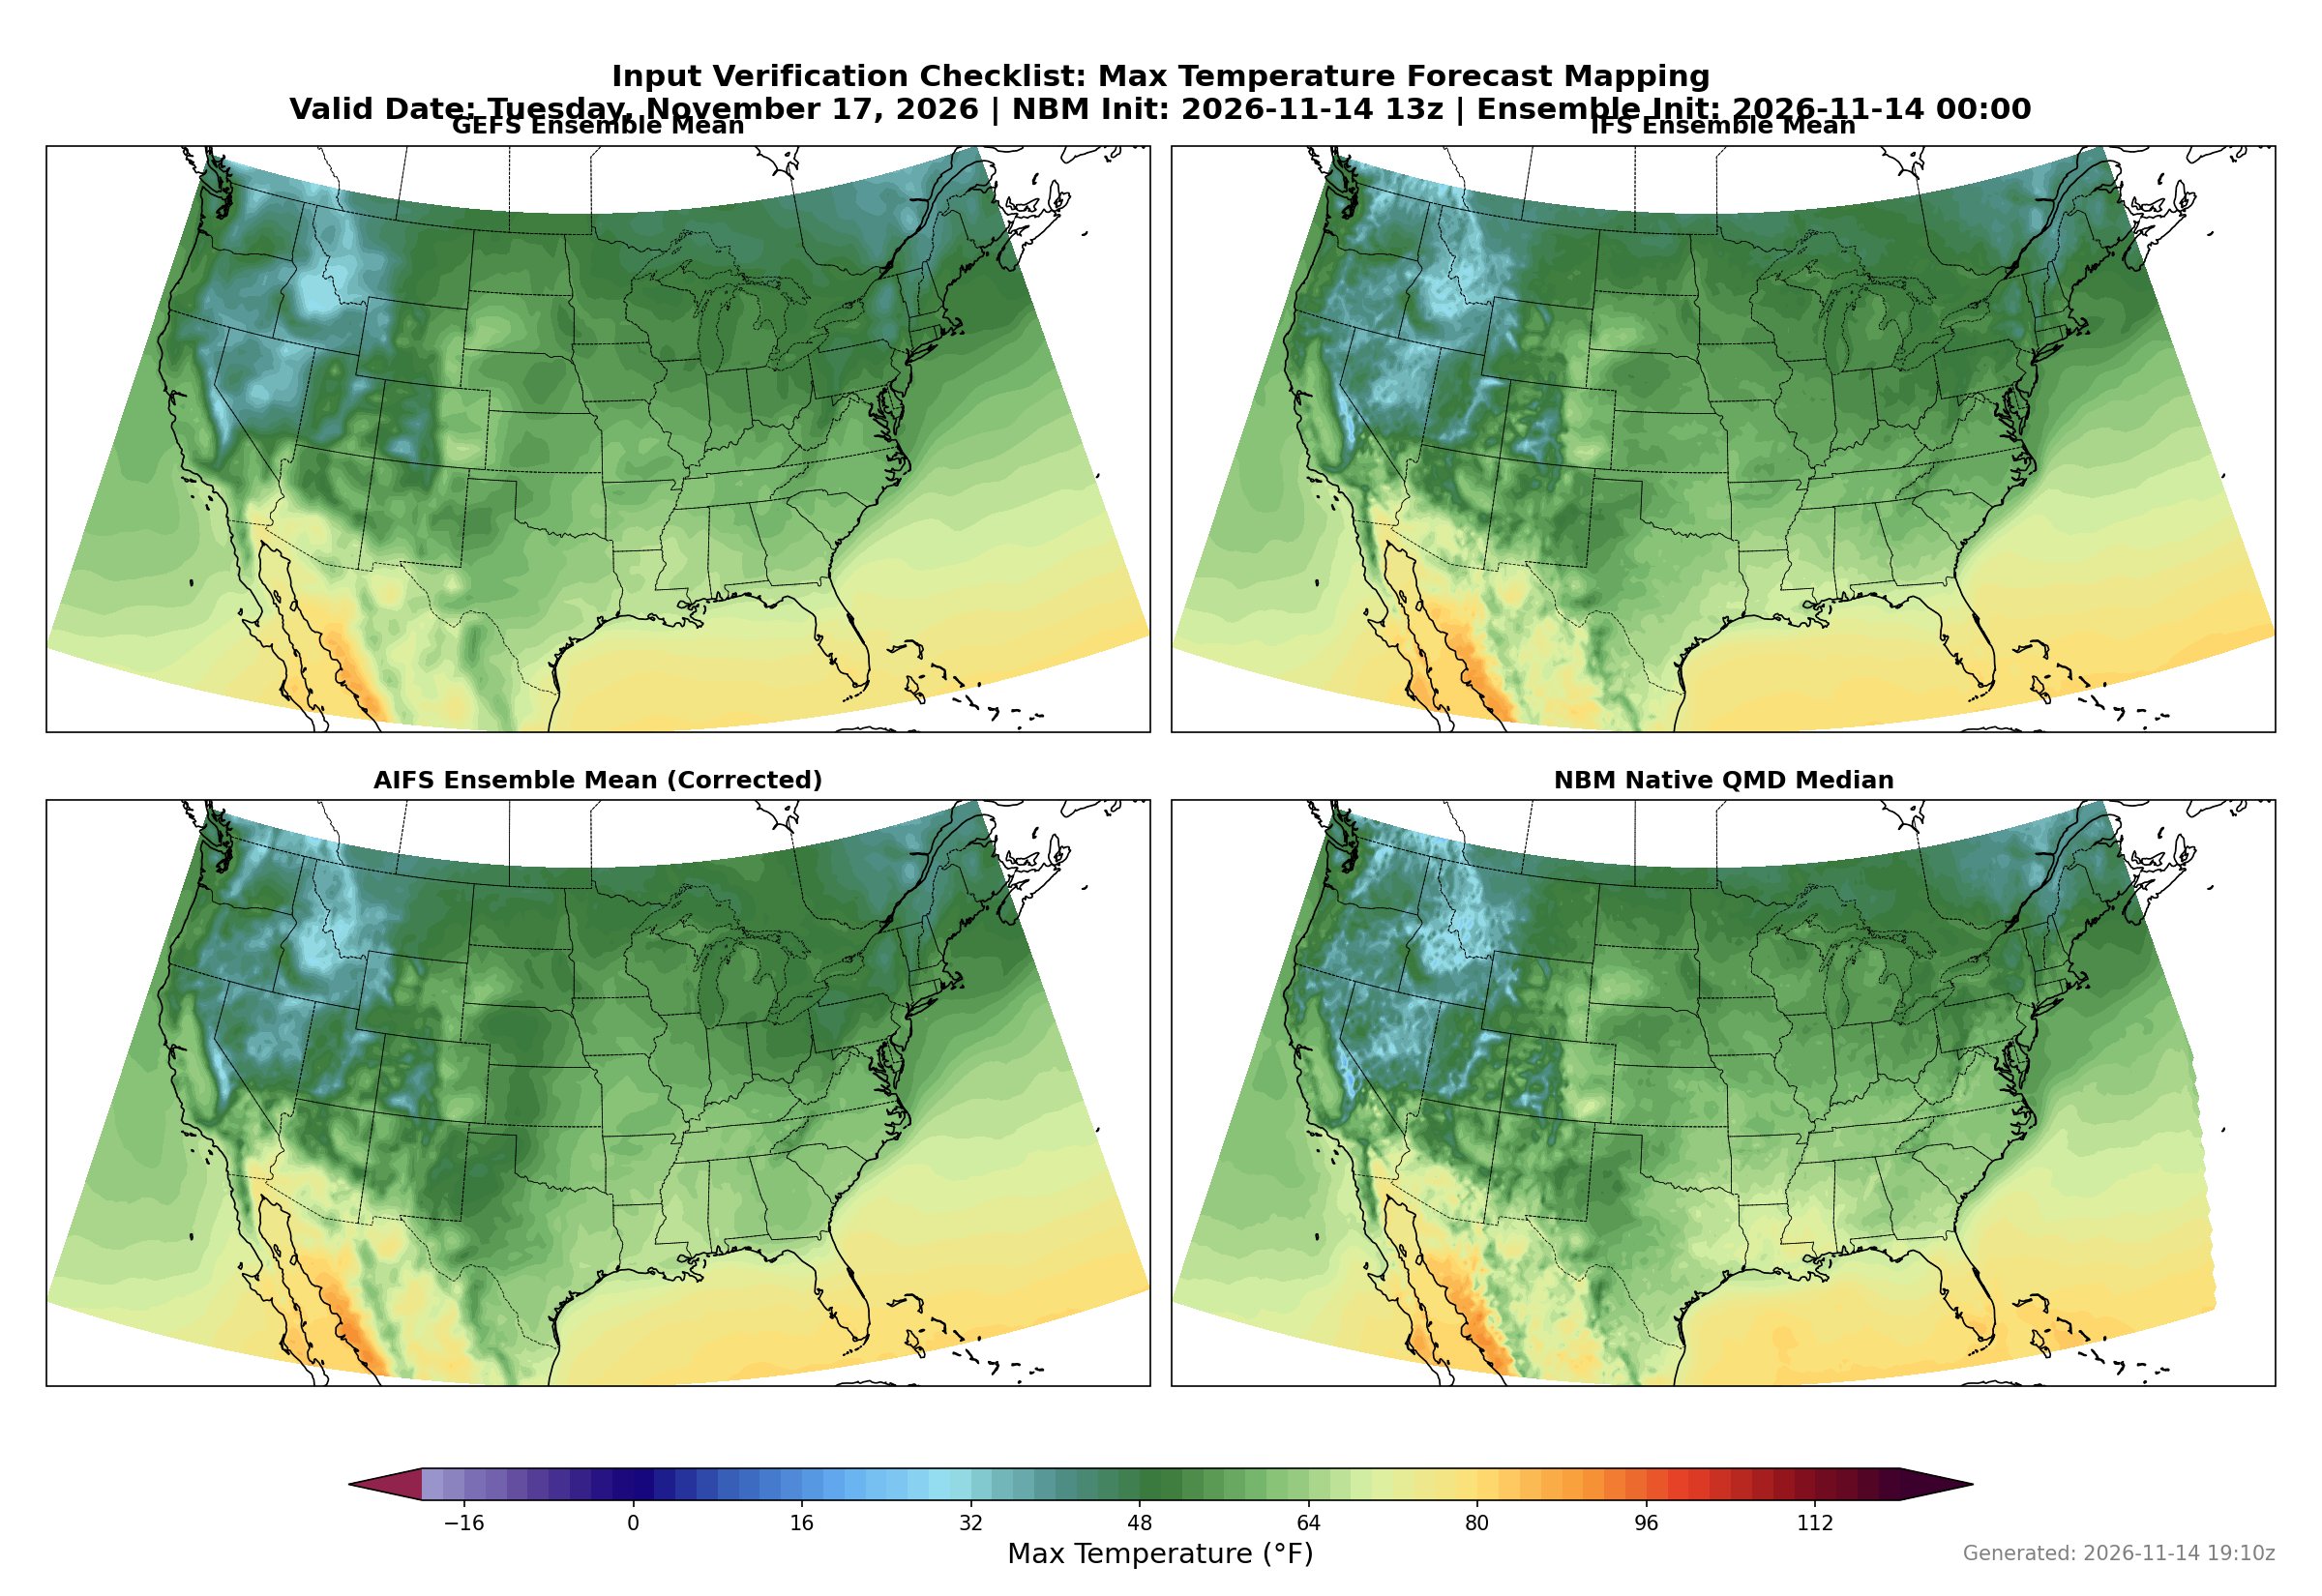 Input Verification Checklist: Max Temperature Forecast Mapping
Valid Date: Tuesday, November 17, 2026 | NBM Init: 2026-11-14 13z | Ensemble Init: 2026-11-14 00:00
GEFS Ensemble Mean
IFS Ensemble Mean
AIFS Ensemble Mean (Corrected)
NBM Native QMD Median
−16 0 16 32 48 64 80 96 112
Max Temperature (°F)
Generated: 2026-11-14 19:10z